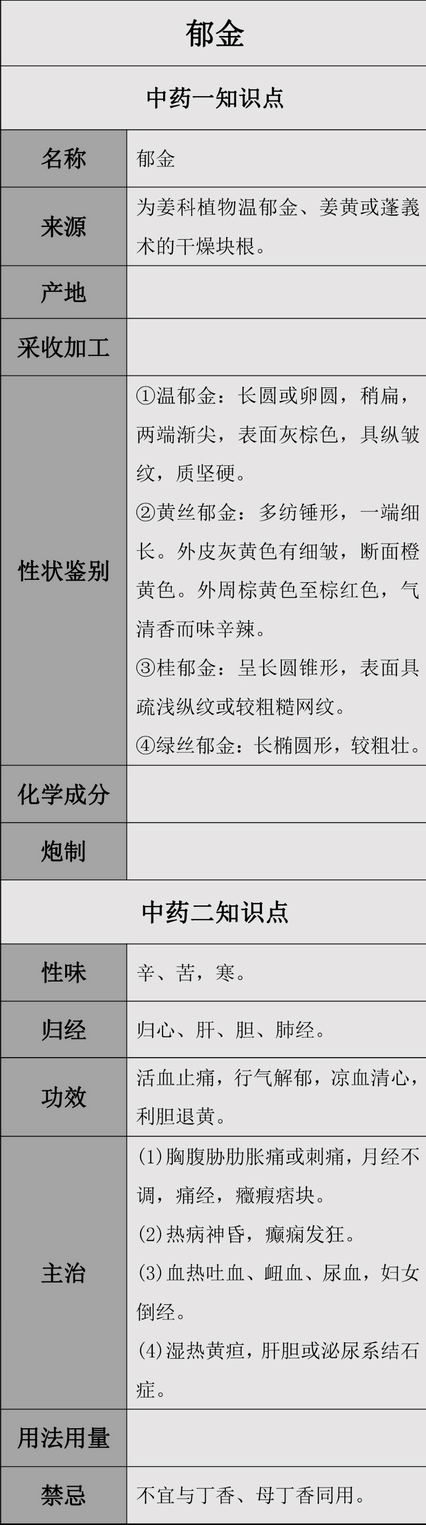 郁金
中药一知识点
名称
郁金
来源
为姜科植物温郁金、姜黄或蓬義
术的干燥块根。
产地
采收加工
性状鉴别
①温郁金：长圆或卵圆，稍扁，
两端渐尖，表面灰棕色，具纵皱
纹，质坚硬。
②黄丝郁金：多纺锤形，一端细
长。外皮灰黄色有细皱，断面橙
黄色。外周棕黄色至棕红色，气
清香而味辛辣。
③桂郁金：呈长圆锥形，表面具
疏浅纵纹或较粗糙网纹。
④绿丝郁金：长椭圆形，较粗壮。
化学成分
炮制
中药二知识点
性味
辛、苦，寒。
归经
归心、肝、胆、肺经。
功效
活血止痛，行气解郁，凉血清心，
利胆退黄。
主治
(1)胸腹胁肋胀痛或刺痛，月经不
调，痛经，癥瘕痞块。
(2)热病神昏，癫痫发狂。
(3)血热吐血、衄血、尿血，妇女
倒经。
(4)湿热黄疸，肝胆或泌尿系结石
症。
用法用量
禁忌
不宜与丁香、母丁香同用。